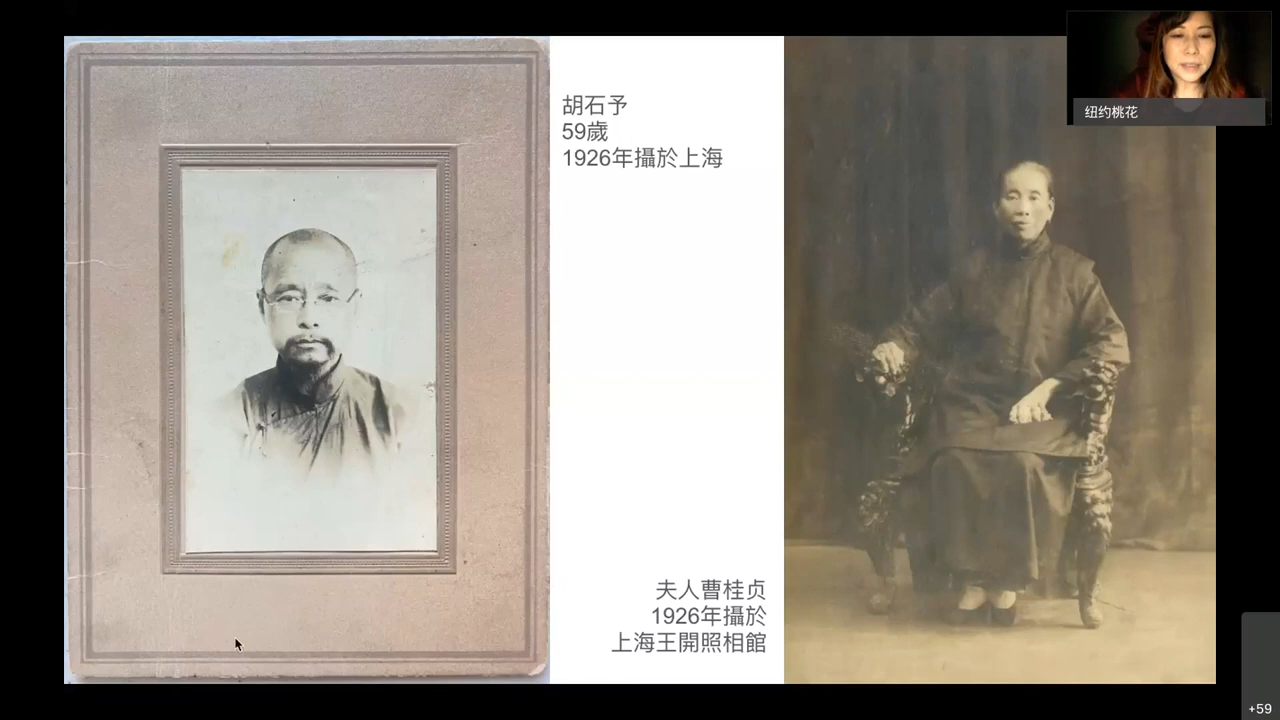 胡石予
59歲
1926年攝於上海
夫人曹桂贞
1926年攝於
上海王開照相館
纽约桃花
+59